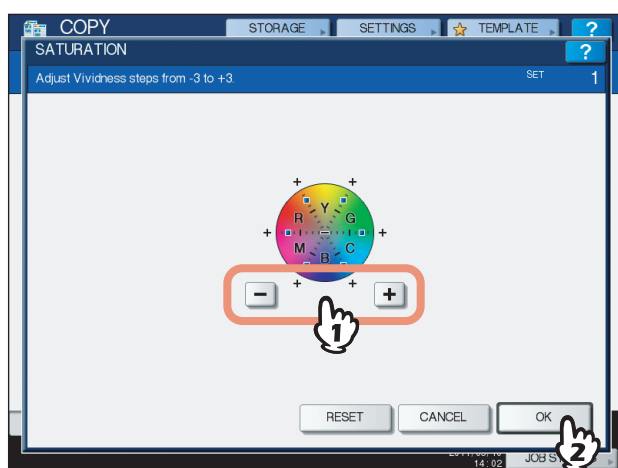 COPY STORAGE SETTINGS TEMPLATE ?
SATURATION ?
Adjust Vividness steps from -3 to +3. SET 1
+ +
Y
R G
+ - +
M C
B
+ +
- +
1
RESET CANCEL OK
2
14:02 JOB